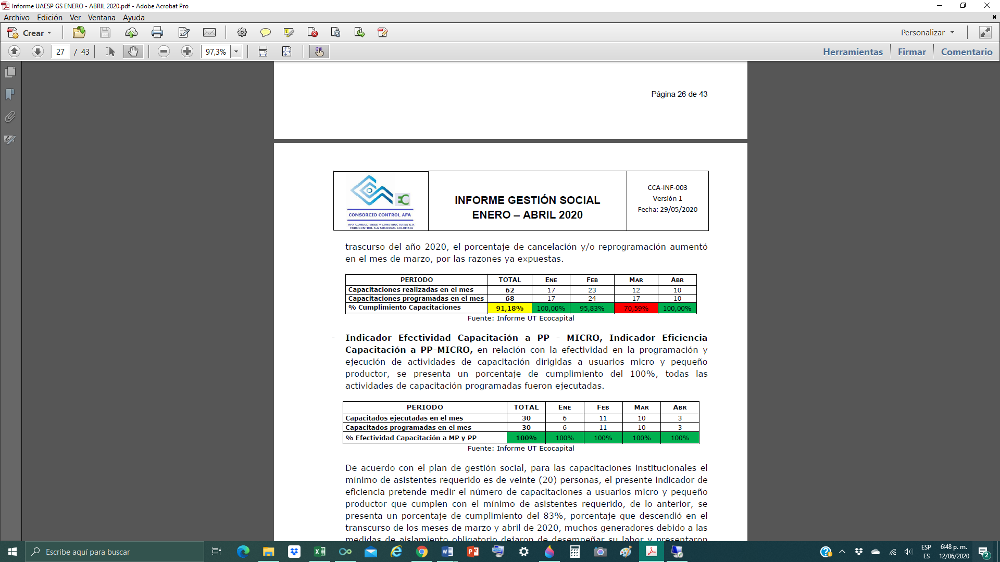 Informe UAESP GS ENERO - ABRIL 2020.pdf - Adobe Acrobat Pro
Archivo Edición Ver Ventana Ayuda
Crear Personalizar
27 / 43 97,3% Herramientas Firmar Comentario
Página 26 de 43
CONSORCIO CONTROL AFA
AFA CONSULTORES Y CONSTRUCTORES S.A
EUROCONTROL S.A SUCURSAL COLOMBIA
INFORME GESTIÓN SOCIAL
ENERO – ABRIL 2020
CCA-INF-003
Versión 1
Fecha: 29/05/2020
trascurso del año 2020, el porcentaje de cancelación y/o reprogramación aumentó
en el mes de marzo, por las razones ya expuestas.
PERIODO TOTAL ENE FEB MAR ABR
Capacitaciones realizadas en el mes 62 17 23 12 10
Capacitaciones programadas en el mes 68 17 24 17 10
% Cumplimiento Capacitaciones 91,18% 100,00% 95,83% 70,59% 100,00%
Fuente: Informe UT Ecocapital
- Indicador Efectividad Capacitación a PP - MICRO, Indicador Eficiencia
Capacitación a PP-MICRO, en relación con la efectividad en la programación y
ejecución de actividades de capacitación dirigidas a usuarios micro y pequeño
productor, se presenta un porcentaje de cumplimiento del 100%, todas las
actividades de capacitación programadas fueron ejecutadas.
PERIODO TOTAL ENE FEB MAR ABR
Capacitados ejecutadas en el mes 30 6 11 10 3
Capacitados programadas en el mes 30 6 11 10 3
% Efectividad Capacitación a MP y PP 100% 100% 100% 100% 100%
Fuente: Informe UT Ecocapital
De acuerdo con el plan de gestión social, para las capacitaciones institucionales el
mínimo de asistentes requerido es de veinte (20) personas, el presente indicador de
eficiencia pretende medir el número de capacitaciones a usuarios micro y pequeño
productor que cumplen con el mínimo de asistentes requerido, de lo anterior, se
presenta un porcentaje de cumplimiento del 83%, porcentaje que descendió en el
transcurso de los meses de marzo y abril de 2020, muchos generadores debido a las
medidas de aislamiento obligatorio dejaron de desempeñar su labor y presentaron
Escribe aquí para buscar
ESP
ES
6:48 p. m.
12/06/2020
2